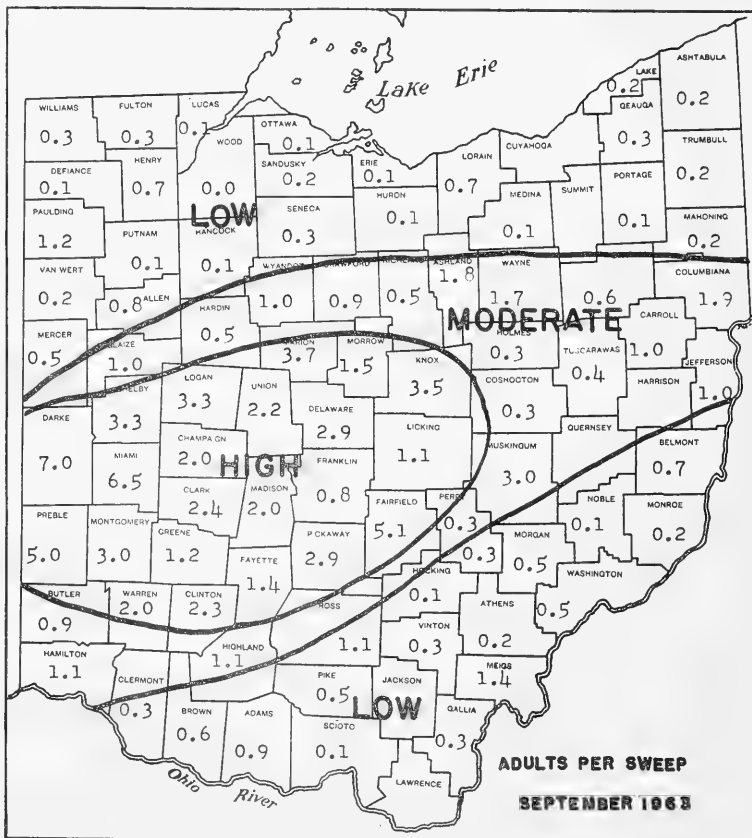 Lake Erie
LAKE
0.2
ASHTABULA
0.2
WILLIAMS
0.3
FULTON
0.3
LUCAS
0.1
OTTAWA
0.1
GEAUGA
0.3
WOOD
0.0
CUYAHOGA
TRUMBULL
0.2
DEFIANCE
0.1
HENRY
0.7
SANDUSKY
0.2
ERIE
0.1
LORAIN
0.7
MEDINA
0.1
SUMMIT
PORTAGE
0.1
HURON
0.1
PAULDING
1.2
PUTNAM
0.1
LOW
HANCOCK
0.1
SENECA
0.3
MAHONING
0.2
VAN WERT
0.2
0.8 ALLEN
1.0
0.9
0.5
ASHLAND
1.8
WAYNE
1.7
0.6
COLUMBIANA
1.9
HARDIN
0.5
MODERATE
CARROLL
1.0
MERCER
0.5
1.0
3.7
MORROW
1.5
HOLMES
0.3
TUSCARAWAS
0.4
JEFFERSON
1.0
KNOX
3.5
HARRISON
COSHOCTON
0.3
LOGAN
3.3
UNION
2.2
3.3
DELAWARE
2.9
DARKE
7.0
CHAMPAGN
2.0
LICKING
1.1
GUERNSEY
MUSKINGUM
3.0
BELMONT
0.7
MIAMI
6.5
HIGH
FRANKLIN
0.8
CLARK
2.4
MADISON
2.0
FAIRFIELD
5.1
0.3
NOBLE
0.1
MONROE
0.2
PREBLE
5.0
MONTGOMERY
3.0
GREENE
1.2
PICKAWAY
2.9
0.3
MORGAN
0.5
FAYETTE
1.4
WASHINGTON
0.5
BUTLER
0.9
WARREN
2.0
CLINTON
2.3
HOCKING
0.1
ATHENS
0.2
ROSS
1.1
VINTON
0.3
HAMILTON
1.1
HIGHLAND
1.1
MEIGS
1.4
CLERMONT
0.3
PIKE
0.5
JACKSON
LOW
BROWN
0.6
ADAMS
0.9
SCIOTO
0.1
GALLIA
0.3
LAWRENCE
Ohio River
ADULTS PER SWEEP
SEPTEMBER 1963